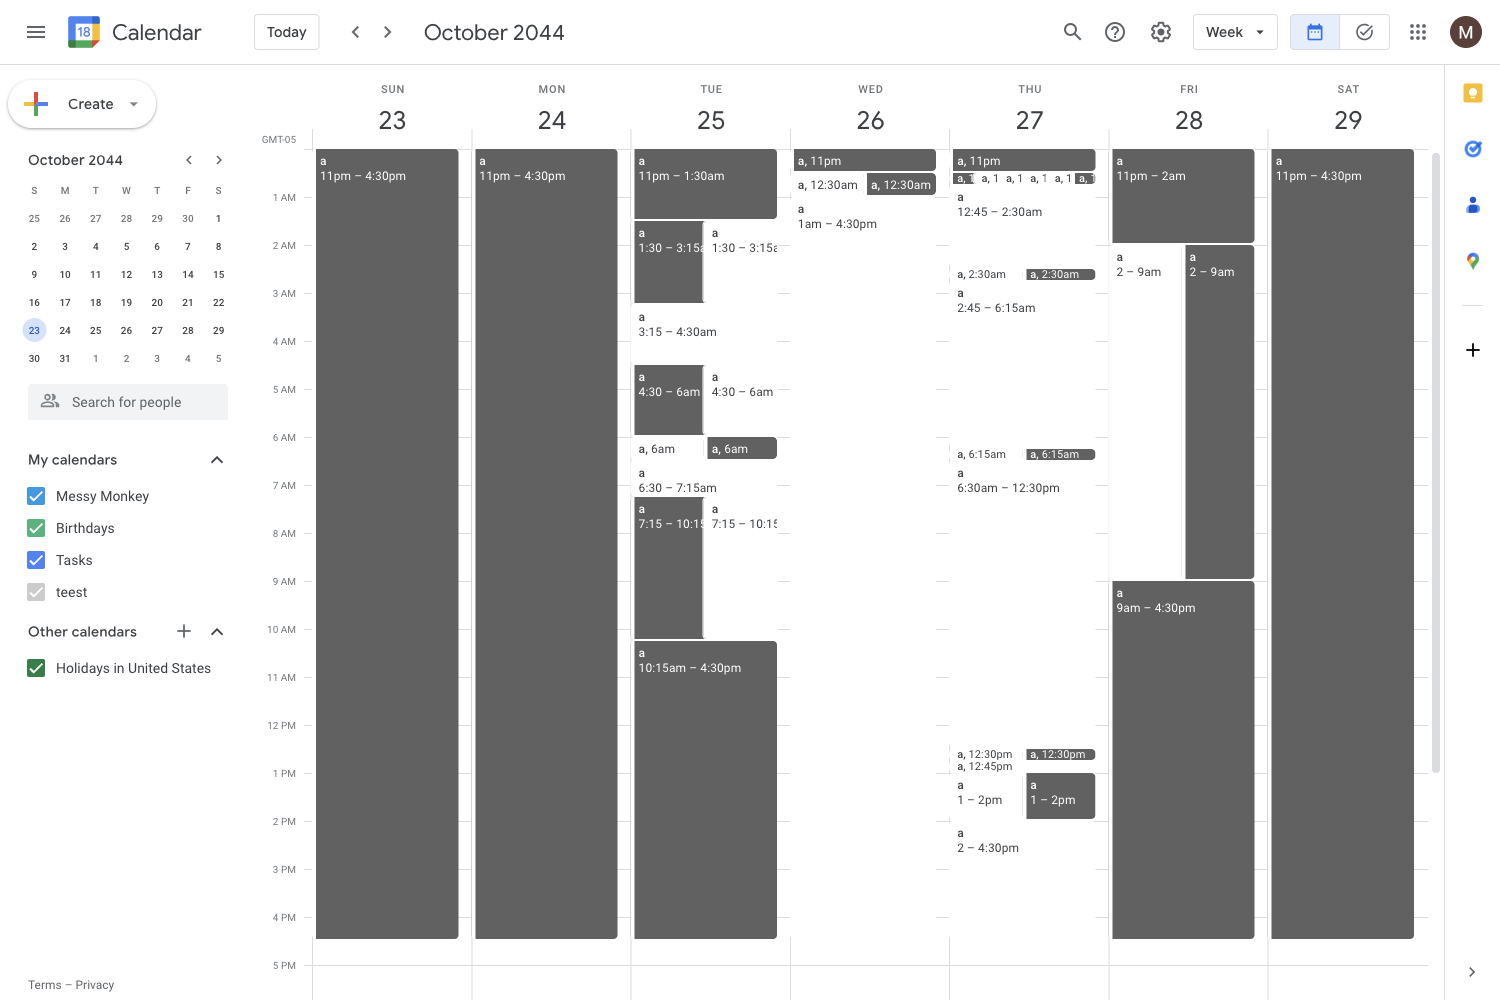 18 Calendar Today October 2044 Week M
Create
October 2044
S M T W T F S
25 26 27 28 29 30 1
2 3 4 5 6 7 8
9 10 11 12 13 14 15
16 17 18 19 20 21 22
23 24 25 26 27 28 29
30 31 1 2 3 4 5
Search for people
My calendars
Messy Monkey
Birthdays
Tasks
teest
Other calendars
Holidays in United States
Terms – Privacy
SUN MON TUE WED THU FRI SAT
23 24 25 26 27 28 29
GMT-05
1 AM
2 AM
3 AM
4 AM
5 AM
6 AM
7 AM
8 AM
9 AM
10 AM
11 AM
12 PM
1 PM
2 PM
3 PM
4 PM
5 PM
a
11pm – 4:30pm
a
11pm – 4:30pm
a
11pm – 1:30am
a
1:30 – 3:15a
a
1:30 – 3:15a
a
3:15 – 4:30am
a
4:30 – 6am
a
4:30 – 6am
a, 6am
a, 6am
a
6:30 – 7:15am
a
7:15 – 10:15
a
7:15 – 10:15
a
10:15am – 4:30pm
a, 11pm
a, 12:30am
a, 12:30am
a
1am – 4:30pm
a, 11pm
a, 1
a, 1
a, 1
a, 1
a, 1
a, 1
a
12:45 – 2:30am
a, 2:30am
a, 2:30am
a
2:45 – 6:15am
a, 6:15am
a, 6:15am
a
6:30am – 12:30pm
a, 12:30pm
a, 12:30pm
a, 12:45pm
a
1 – 2pm
a
1 – 2pm
a
2 – 4:30pm
a
11pm – 2am
a
2 – 9am
a
2 – 9am
a
9am – 4:30pm
a
11pm – 4:30pm